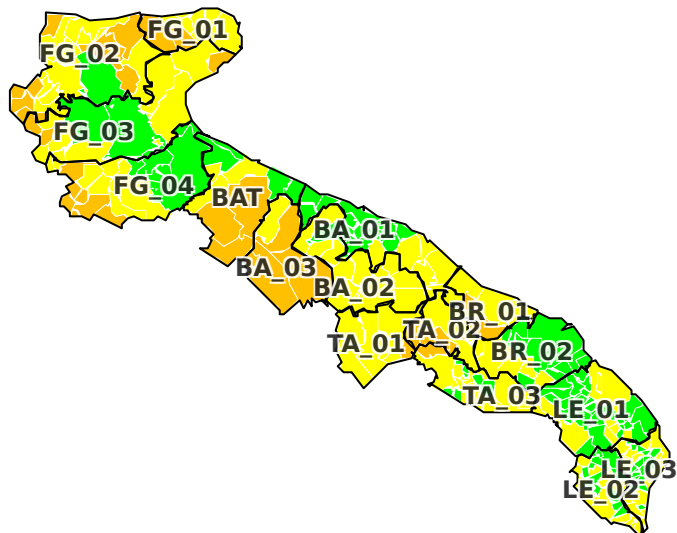 FG_01
FG_02
FG_03
FG_04
BAT
BA_01
BA_03
BA_02
BR_01
TA_02
TA_01
BR_02
TA_03
LE_01
LE_03
LE_02